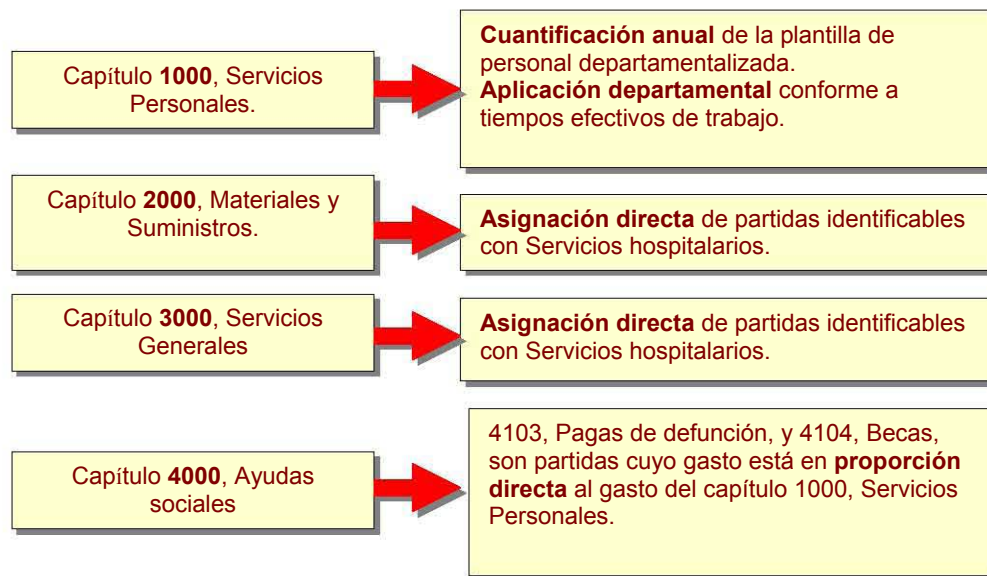 Capítulo 1000, Servicios
Personales.
Cuantificación anual de la plantilla de
personal departamentalizada.
Aplicación departamental conforme a
tiempos efectivos de trabajo.
Capítulo 2000, Materiales y
Suministros.
Asignación directa de partidas identificables
con Servicios hospitalarios.
Capítulo 3000, Servicios
Generales
Asignación directa de partidas identificables
con Servicios hospitalarios.
Capítulo 4000, Ayudas
sociales
4103, Pagas de defunción, y 4104, Becas,
son partidas cuyo gasto está en proporción
directa al gasto del capítulo 1000, Servicios
Personales.